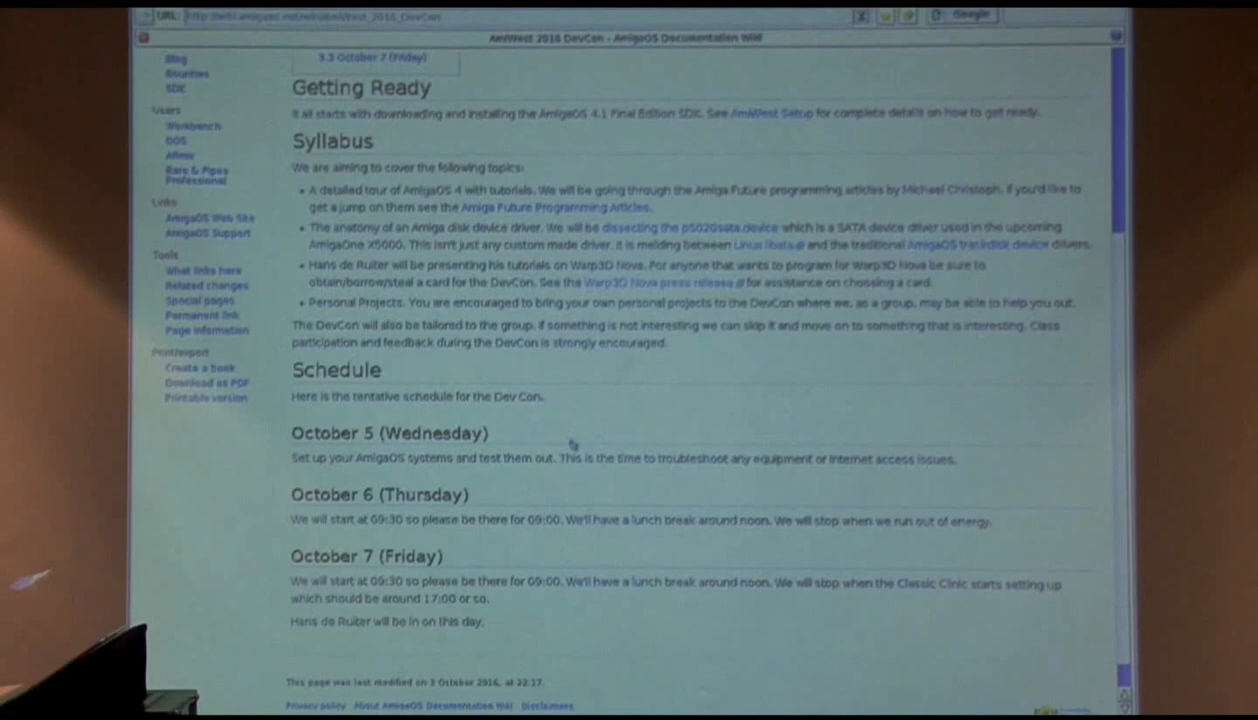 URL:
Google
AmiWest 2016 DevCon - AmigaOS Documentation Wiki
Blog
Bounties
SDK
Users
Workbench
DOS
ARexx
Bars & Pipes
Professional
Links
AmigaOS Web Site
AmigaOS Support
Tools
What links here
Related changes
Special pages
Permanent link
Page information
Print/export
Create a book
Download as PDF
Printable version
3.3 October 7 (Friday)
Getting Ready
It all starts with downloading and installing the AmigaOS 4.1 Final Edition SDK. See AmiWest Setup for complete details on how to get ready.
Syllabus
We are aiming to cover the following topics:
• A detailed tour of AmigaOS 4 with tutorials. We will be going through the Amiga Future programming articles by Michael Christoph. If you'd like to
get a jump on them see the Amiga Future Programming Articles.
• The anatomy of an Amiga disk device driver. We will be dissecting the p5020sata.device which is a SATA device driver used in the upcoming
AmigaOne X5000. This isn't just any custom made driver, it is melding between Linus libata and the traditional AmigaOS trackdisk device drivers.
• Hans de Ruiter will be presenting his tutorials on Warp3D Nova. For anyone that wants to program for Warp3D Nova be sure to
obtain/borrow/steal a card for the DevCon. See the Warp3D Nova press release for assistance on choosing a card.
• Personal Projects. You are encouraged to bring your own personal projects to the DevCon where we, as a group, may be able to help you out.
The DevCon will also be tailored to the group. If something is not interesting we can skip it and move on to something that is interesting. Class
participation and feedback during the DevCon is strongly encouraged.
Schedule
Here is the tentative schedule for the Dev Con.
October 5 (Wednesday)
Set up your AmigaOS systems and test them out. This is the time to troubleshoot any equipment or Internet access issues.
October 6 (Thursday)
We will start at 09:30 so please be there for 09:00. We'll have a lunch break around noon. We will stop when we run out of energy.
October 7 (Friday)
We will start at 09:30 so please be there for 09:00. We'll have a lunch break around noon. We will stop when the Classic Clinic starts setting up
which should be around 17:00 or so.
Hans de Ruiter will be in on this day.
This page was last modified on 3 October 2016, at 22:17.
Privacy policy About AmigaOS Documentation Wiki Disclaimers